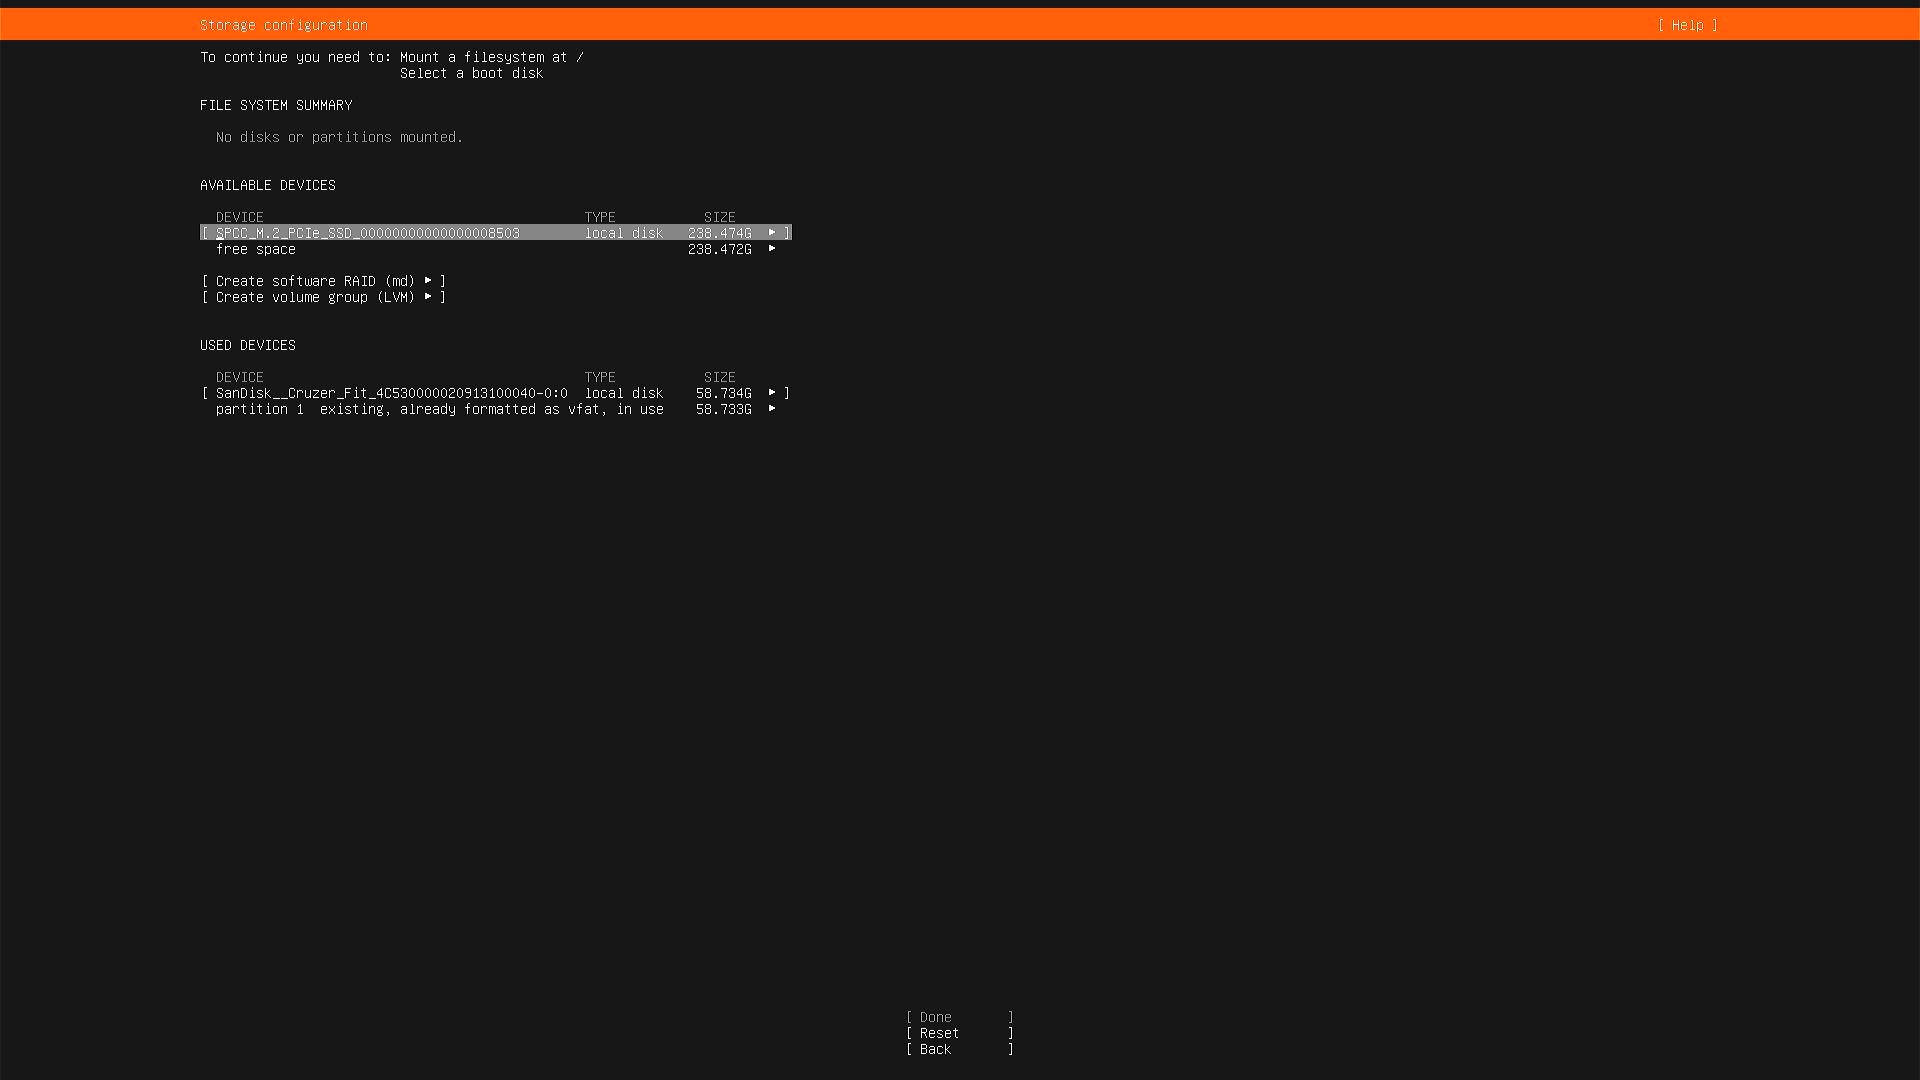 Storage configuration [ Help ]
To continue you need to: Mount a filesystem at /
Select a boot disk
FILE SYSTEM SUMMARY
No disks or partitions mounted.
AVAILABLE DEVICES
DEVICE TYPE SIZE
[ SPCC_M.2_PCIe_SSD_00000000000000008503 local disk 238.474G ▸ ]
free space 238.472G ▸
[ Create software RAID (md) ▸ ]
[ Create volume group (LVM) ▸ ]
USED DEVICES
DEVICE TYPE SIZE
[ SanDisk__Cruzer_Fit_4C530000020913100040-0:0 local disk 58.734G ▸ ]
partition 1 existing, already formatted as vfat, in use 58.733G ▸
[ Done ]
[ Reset ]
[ Back ]